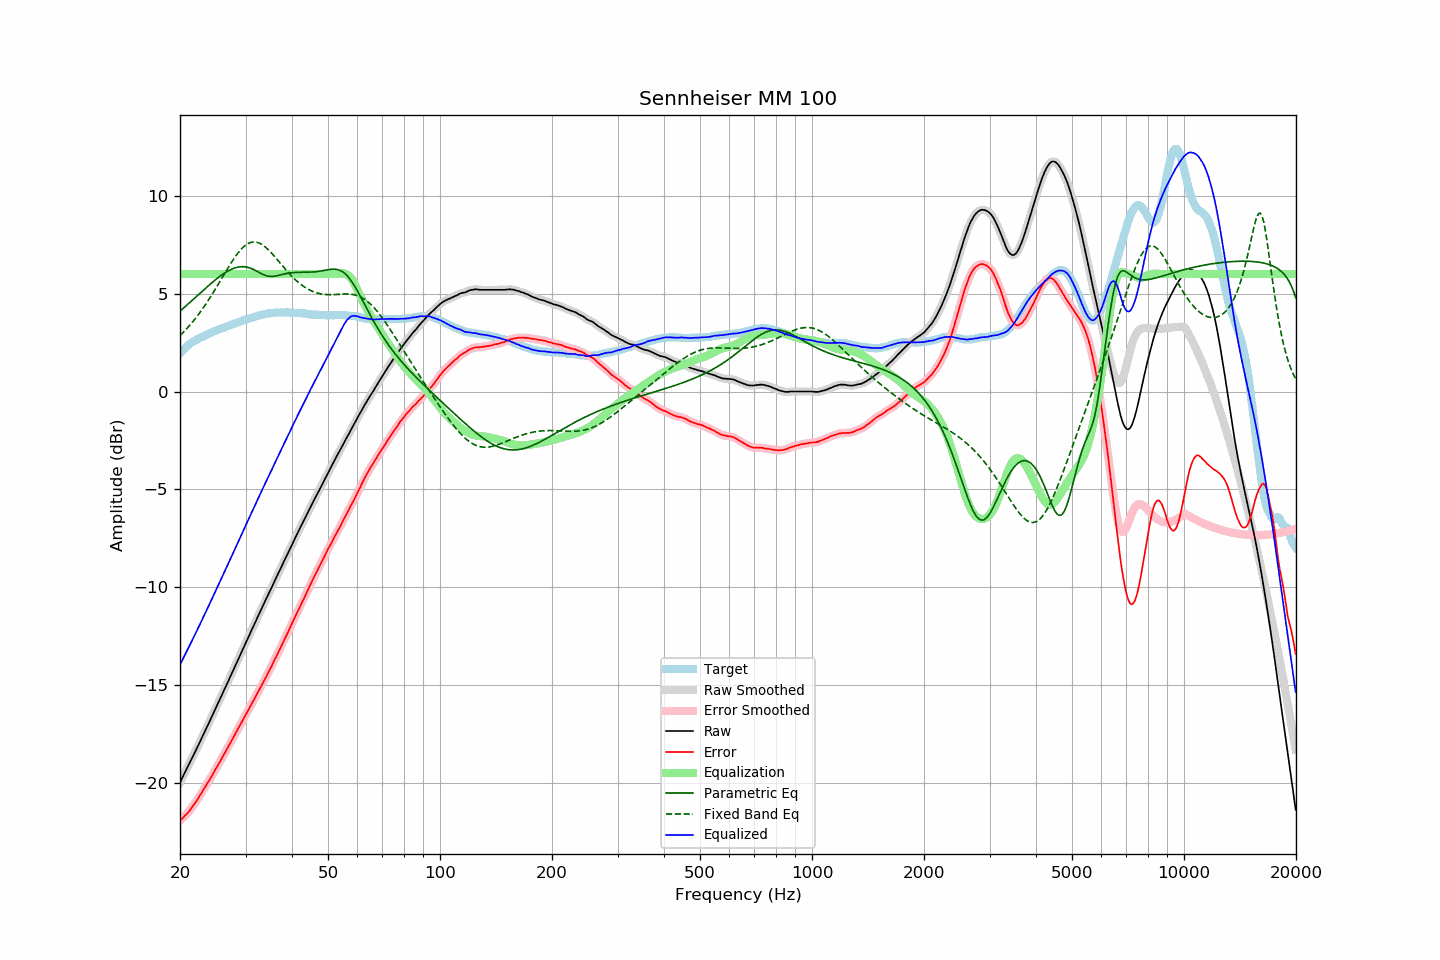 Sennheiser MM 100
Amplitude (dBr)
10
5
0
−5
−10
−15
−20
Target
Raw Smoothed
Error Smoothed
Raw
Error
Equalization
Parametric Eq
Fixed Band Eq
Equalized
20 50 100 200 500 1000 2000 5000 10000 20000
Frequency (Hz)